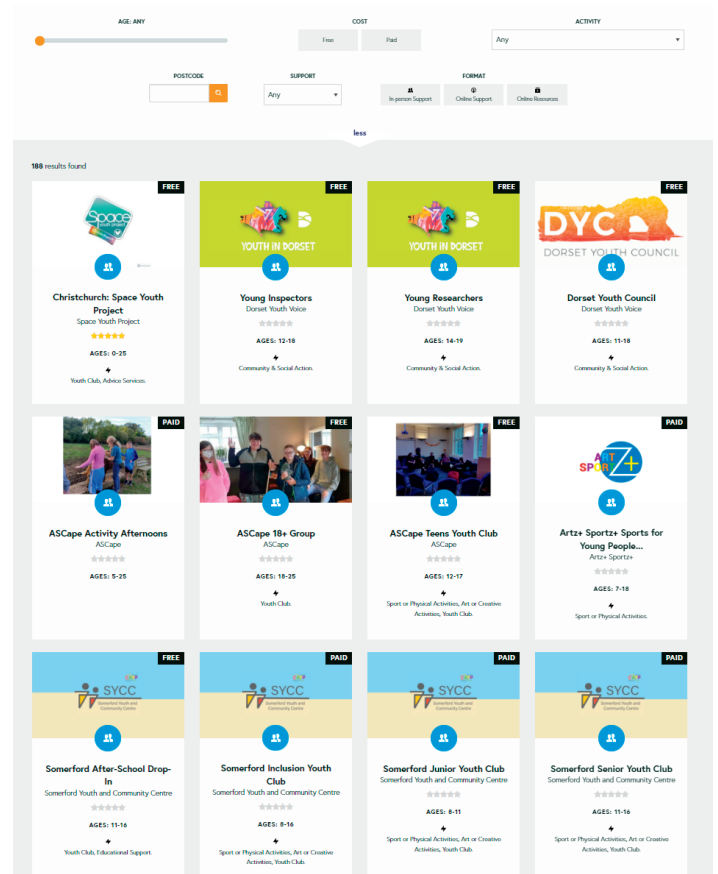 AGE: ANY
COST
ACTIVITY
Free
Paid
Any
POSTCODE
SUPPORT
FORMAT
Any
In-person Support
Online Support
Online Resources
less
188 results found
FREE
Space
youth project
Christchurch: Space Youth
Project
Space Youth Project
AGES: 0-25
Youth Club, Advice Services.
FREE
YOUTH IN DORSET
Young Inspectors
Dorset Youth Voice
AGES: 12-18
Community & Social Action.
FREE
YOUTH IN DORSET
Young Researchers
Dorset Youth Voice
AGES: 14-19
Community & Social Action.
FREE
DYC
DORSET YOUTH COUNCIL
Dorset Youth Council
Dorset Youth Voice
AGES: 11-18
Community & Social Action.
PAID
ASCape Activity Afternoons
ASCape
AGES: 5-25
FREE
ASCape 18+ Group
ASCape
AGES: 18-25
Youth Club.
FREE
ASCape Teens Youth Club
ASCape
AGES: 12-17
Sport or Physical Activities, Art or Creative
Activities, Youth Club.
PAID
ART
SPORT
Z+
Artz+ Sportz+ Sports for
Young People...
Artz+ Sportz+
AGES: 7-18
Sport or Physical Activities.
FREE
SYCC
Somerford Youth and
Community Centre
Somerford After-School Drop-
In
Somerford Youth and Community Centre
AGES: 11-16
Youth Club, Educational Support.
PAID
SYCC
Somerford Youth and
Community Centre
Somerford Inclusion Youth
Club
Somerford Youth and Community Centre
AGES: 8-16
Sport or Physical Activities, Art or Creative
Activities, Youth Club.
PAID
SYCC
Somerford Youth and
Community Centre
Somerford Junior Youth Club
Somerford Youth and Community Centre
AGES: 8-11
Sport or Physical Activities, Art or Creative
Activities, Youth Club.
PAID
SYCC
Somerford Youth and
Community Centre
Somerford Senior Youth Club
Somerford Youth and Community Centre
AGES: 11-16
Sport or Physical Activities, Art or Creative
Activities, Youth Club.